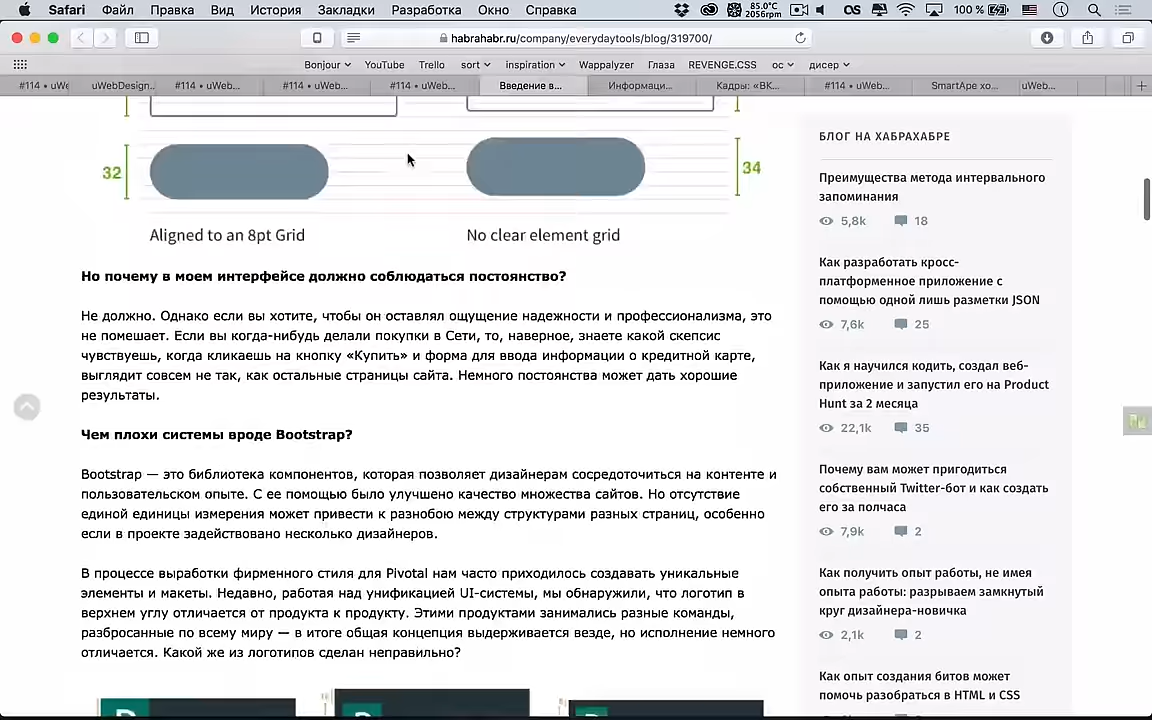 Safari Файл Правка Вид История Закладки Разработка Окно Справка 85.0°C 2056rpm 100 %
habrahabr.ru/company/everydaytools/blog/319700/
Bonjour YouTube Trello sort inspiration Wappalyzer Глаза REVENGE.CSS ос дисер
#114 • uWe uWebDesign. #114 • uWeb... #114 • uWeb... #114 • uWeb... Введение в... Информаци... Кадры: «ВК... #114 • uWeb... SmartApe хо... uWeb...
32
34
Aligned to an 8pt Grid
No clear element grid
Но почему в моем интерфейсе должно соблюдаться постоянство?
Не должно. Однако если вы хотите, чтобы он оставлял ощущение надежности и профессионализма, это
не помешает. Если вы когда-нибудь делали покупки в Сети, то, наверное, знаете какой скепсис
чувствуешь, когда кликаешь на кнопку «Купить» и форма для ввода информации о кредитной карте,
выглядит совсем не так, как остальные страницы сайта. Немного постоянства может дать хорошие
результаты.
Чем плохи системы вроде Bootstrap?
Bootstrap — это библиотека компонентов, которая позволяет дизайнерам сосредоточиться на контенте и
пользовательском опыте. С ее помощью было улучшено качество множества сайтов. Но отсутствие
единой единицы измерения может привести к разнобою между структурами разных страниц, особенно
если в проекте задействовано несколько дизайнеров.
В процессе выработки фирменного стиля для Pivotal нам часто приходилось создавать уникальные
элементы и макеты. Недавно, работая над унификацией UI-системы, мы обнаружили, что логотип в
верхнем углу отличается от продукта к продукту. Этими продуктами занимались разные команды,
разбросанные по всему миру — в итоге общая концепция выдерживается везде, но исполнение немного
отличается. Какой же из логотипов сделан неправильно?
БЛОГ НА ХАБРАХАБРЕ
Преимущества метода интервального
запоминания
5,8k 18
Как разработать кросс-
платформенное приложение с
помощью одной лишь разметки JSON
7,6k 25
Как я научился кодить, создал веб-
приложение и запустил его на Product
Hunt за 2 месяца
22,1k 35
Почему вам может пригодиться
собственный Twitter-бот и как создать
его за полчаса
7,9k 2
Как получить опыт работы, не имея
опыта работы: разрываем замкнутый
круг дизайнера-новичка
2,1k 2
Как опыт создания битов может
помочь разобраться в HTML и CSS